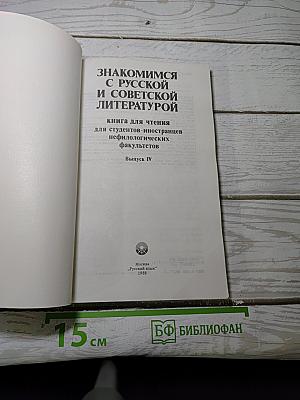 ЗНАКОМИМСЯ
С РУССКОЙ
И СОВЕТСКОЙ
ЛИТЕРАТУРОЙ
книга для чтения
для студентов-иностранцев
нефилологических
факультетов
Выпуск IV
Москва
„Русский язык"
1988
15 см
БФ БИБЛИОФАН